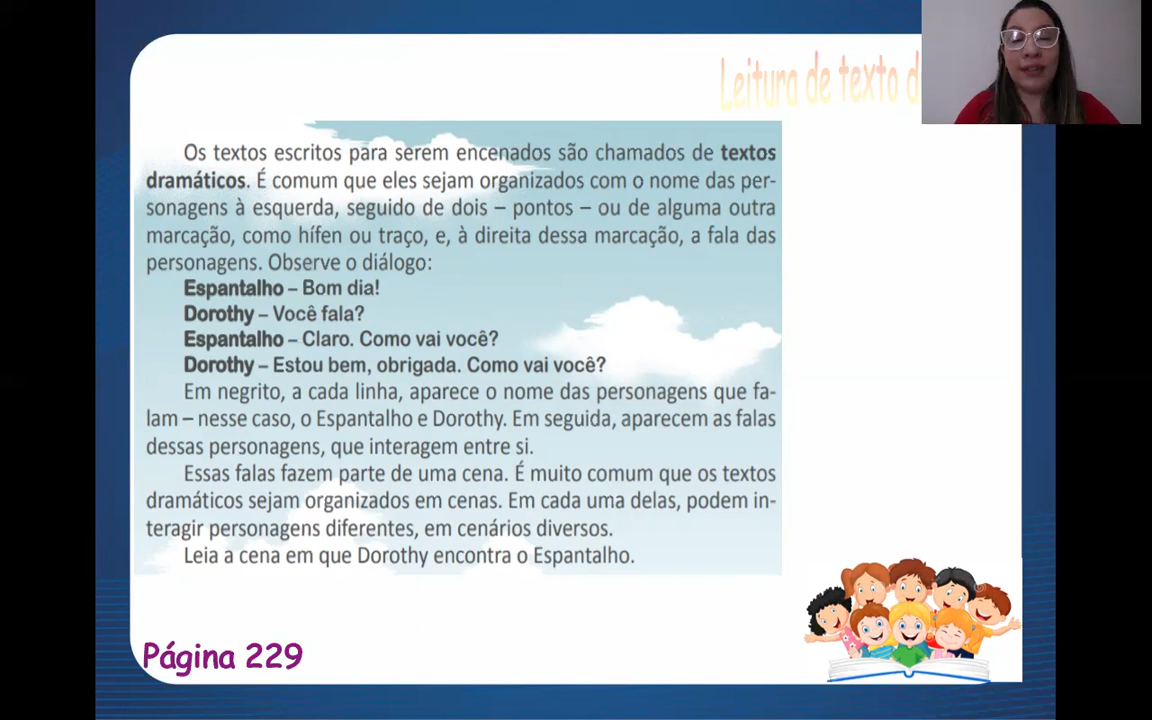 Leitura de texto d
Os textos escritos para serem encenados são chamados de textos
dramáticos. É comum que eles sejam organizados com o nome das per-
sonagens à esquerda, seguido de dois – pontos – ou de alguma outra
marcação, como hífen ou traço, e, à direita dessa marcação, a fala das
personagens. Observe o diálogo:
Espantalho – Bom dia!
Dorothy – Você fala?
Espantalho – Claro. Como vai você?
Dorothy – Estou bem, obrigada. Como vai você?
Em negrito, a cada linha, aparece o nome das personagens que fa-
lam – nesse caso, o Espantalho e Dorothy. Em seguida, aparecem as falas
dessas personagens, que interagem entre si.
Essas falas fazem parte de uma cena. É muito comum que os textos
dramáticos sejam organizados em cenas. Em cada uma delas, podem in-
teragir personagens diferentes, em cenários diversos.
Leia a cena em que Dorothy encontra o Espantalho.
Página 229